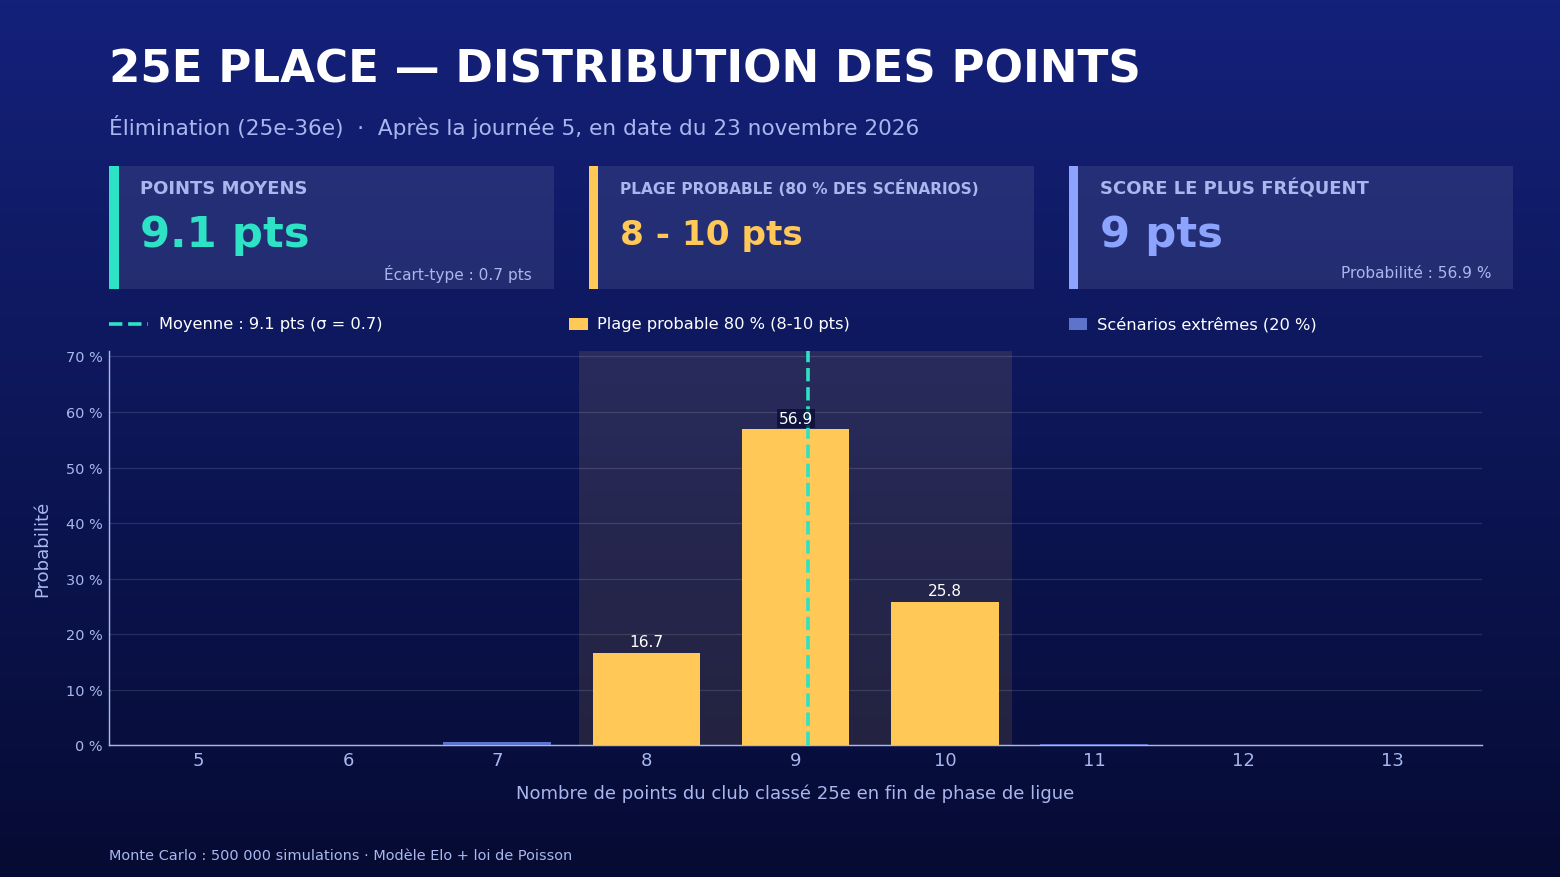 25E PLACE — DISTRIBUTION DES POINTS
Élimination (25e-36e)  ·  Après la journée 5, en date du 23 novembre 2026
POINTS MOYENS
9.1 pts
Écart-type : 0.7 pts
PLAGE PROBABLE (80 % DES SCÉNARIOS)
8 - 10 pts
SCORE LE PLUS FRÉQUENT
9 pts
Probabilité : 56.9 %
Moyenne : 9.1 pts (σ = 0.7)
Plage probable 80 % (8-10 pts)
Scénarios extrêmes (20 %)
Probabilité
70 %
60 %
50 %
40 %
30 %
20 %
10 %
0 %
16.7
56.9
25.8
5 6 7 8 9 10 11 12 13
Nombre de points du club classé 25e en fin de phase de ligue
Monte Carlo : 500 000 simulations · Modèle Elo + loi de Poisson